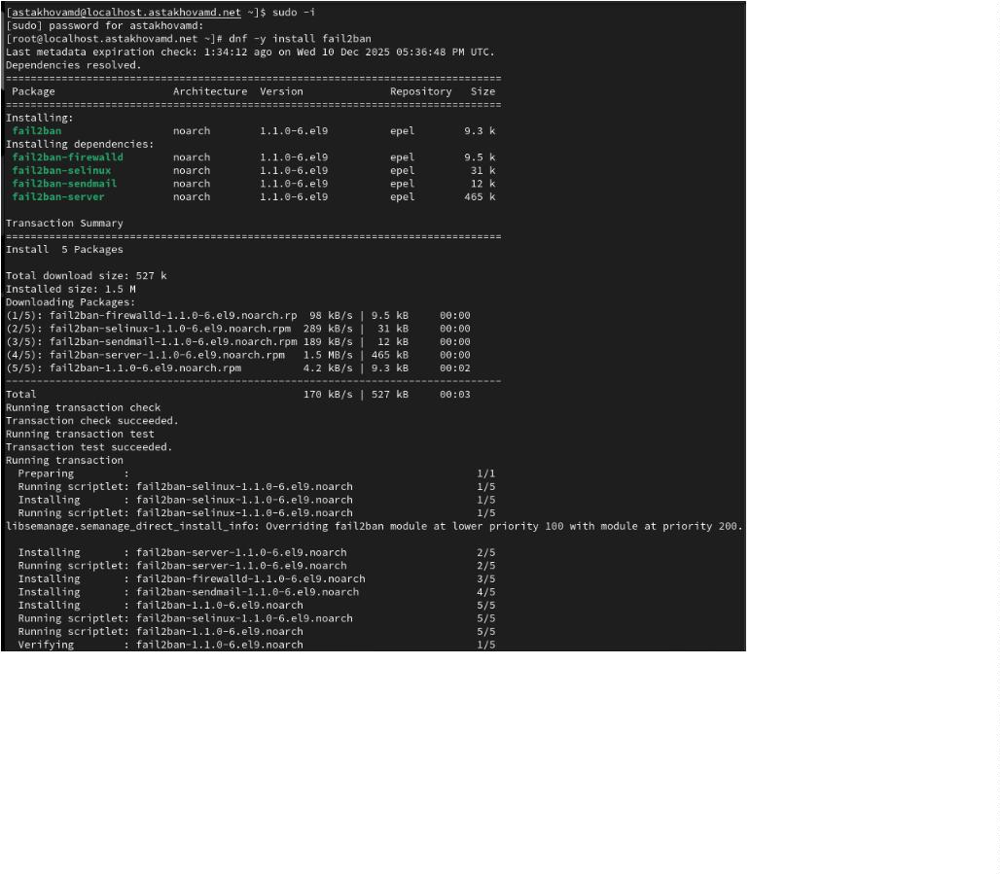 [astakhovamd@localhost.astakhovamd.net ~]$ sudo -i
[sudo] password for astakhovamd:
[root@localhost.astakhovamd.net ~]# dnf -y install fail2ban
Last metadata expiration check: 1:34:12 ago on Wed 10 Dec 2025 05:36:48 PM UTC.
Dependencies resolved.
================================================================================
 Package                   Architecture  Version              Repository   Size
================================================================================
Installing:
 fail2ban                  noarch        1.1.0-6.el9          epel        9.3 k
Installing dependencies:
 fail2ban-firewalld        noarch        1.1.0-6.el9          epel        9.5 k
 fail2ban-selinux          noarch        1.1.0-6.el9          epel         31 k
 fail2ban-sendmail         noarch        1.1.0-6.el9          epel         12 k
 fail2ban-server           noarch        1.1.0-6.el9          epel        465 k
Transaction Summary
================================================================================
Install  5 Packages
Total download size: 527 k
Installed size: 1.5 M
Downloading Packages:
(1/5): fail2ban-firewalld-1.1.0-6.el9.noarch.rp  98 kB/s | 9.5 kB     00:00
(2/5): fail2ban-selinux-1.1.0-6.el9.noarch.rpm  289 kB/s |  31 kB     00:00
(3/5): fail2ban-sendmail-1.1.0-6.el9.noarch.rpm 189 kB/s |  12 kB     00:00
(4/5): fail2ban-server-1.1.0-6.el9.noarch.rpm   1.5 MB/s | 465 kB     00:00
(5/5): fail2ban-1.1.0-6.el9.noarch.rpm          4.2 kB/s | 9.3 kB     00:02
--------------------------------------------------------------------------------
Total                                           170 kB/s | 527 kB     00:03
Running transaction check
Transaction check succeeded.
Running transaction test
Transaction test succeeded.
Running transaction
  Preparing        :                                                        1/1
  Running scriptlet: fail2ban-selinux-1.1.0-6.el9.noarch                    1/5
  Installing       : fail2ban-selinux-1.1.0-6.el9.noarch                    1/5
  Running scriptlet: fail2ban-selinux-1.1.0-6.el9.noarch                    1/5
libsemanage.semanage_direct_install_info: Overriding fail2ban module at lower priority 100 with module at priority 200.
  Installing       : fail2ban-server-1.1.0-6.el9.noarch                     2/5
  Running scriptlet: fail2ban-server-1.1.0-6.el9.noarch                     2/5
  Installing       : fail2ban-firewalld-1.1.0-6.el9.noarch                  3/5
  Installing       : fail2ban-sendmail-1.1.0-6.el9.noarch                   4/5
  Installing       : fail2ban-1.1.0-6.el9.noarch                            5/5
  Running scriptlet: fail2ban-selinux-1.1.0-6.el9.noarch                    5/5
  Running scriptlet: fail2ban-1.1.0-6.el9.noarch                            5/5
  Verifying        : fail2ban-1.1.0-6.el9.noarch                            1/5